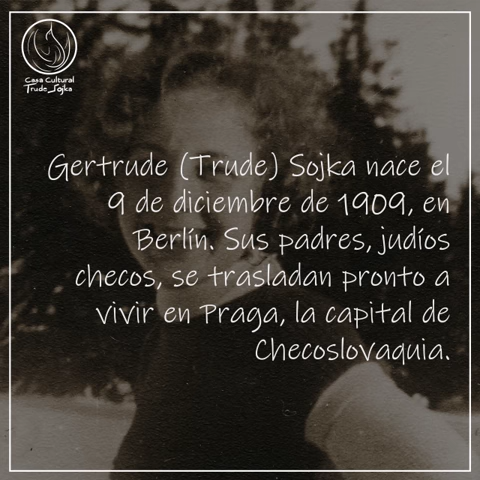 Casa Cultural
Trude Sojka
Gertrude (Trude) Sojka nace el
9 de diciembre de 1909, en
Berlín. Sus padres, judíos
checos, se trasladan pronto a
vivir en Praga, la capital de
Checoslovaquia.